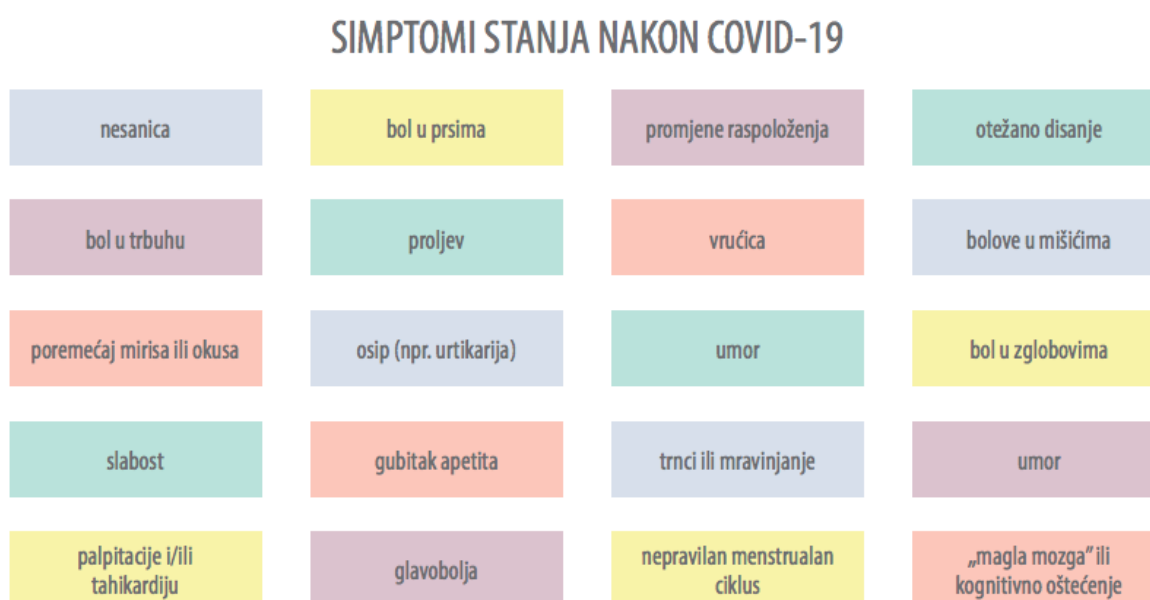 SIMPTOMI STANJA NAKON COVID-19
nesanica
bol u prsima
promjene raspoloženja
otežano disanje
bol u trbuhu
proljev
vrućica
bolove u mišićima
poremećaj mirisa ili okusa
osip (npr. urtikarija)
umor
bol u zglobovima
slabost
gubitak apetita
trnci ili mravinjanje
umor
palpitacije i/ili
tahikardiju
glavobolja
nepravilan menstrualan
ciklus
„magla mozga” ili
kognitivno oštećenje